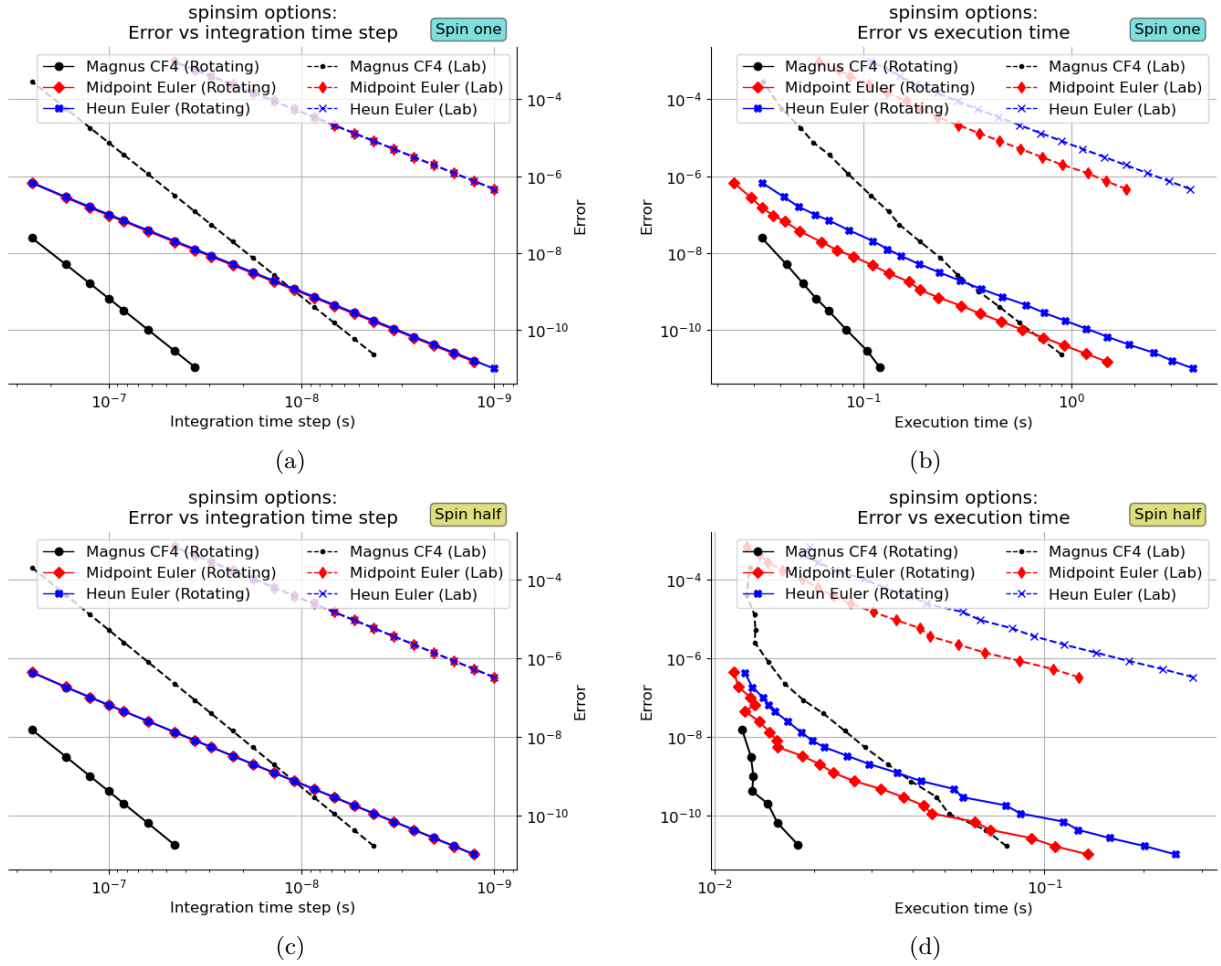 spinsim options:
Error vs integration time step
Spin one
Magnus CF4 (Rotating)
Midpoint Euler (Rotating)
Heun Euler (Rotating)
Magnus CF4 (Lab)
Midpoint Euler (Lab)
Heun Euler (Lab)
10⁻⁴
10⁻⁶
10⁻⁸
10⁻¹⁰
Error
10⁻⁷
10⁻⁸
10⁻⁹
Integration time step (s)
(a)
spinsim options:
Error vs execution time
Spin one
Magnus CF4 (Rotating)
Midpoint Euler (Rotating)
Heun Euler (Rotating)
Magnus CF4 (Lab)
Midpoint Euler (Lab)
Heun Euler (Lab)
Error
10⁻⁴
10⁻⁶
10⁻⁸
10⁻¹⁰
10⁻¹
10⁰
Execution time (s)
(b)
spinsim options:
Error vs integration time step
Spin half
Magnus CF4 (Rotating)
Midpoint Euler (Rotating)
Heun Euler (Rotating)
Magnus CF4 (Lab)
Midpoint Euler (Lab)
Heun Euler (Lab)
10⁻⁴
10⁻⁶
10⁻⁸
10⁻¹⁰
Error
10⁻⁷
10⁻⁸
10⁻⁹
Integration time step (s)
(c)
spinsim options:
Error vs execution time
Spin half
Magnus CF4 (Rotating)
Midpoint Euler (Rotating)
Heun Euler (Rotating)
Magnus CF4 (Lab)
Midpoint Euler (Lab)
Heun Euler (Lab)
Error
10⁻⁴
10⁻⁶
10⁻⁸
10⁻¹⁰
10⁻²
10⁻¹
Execution time (s)
(d)